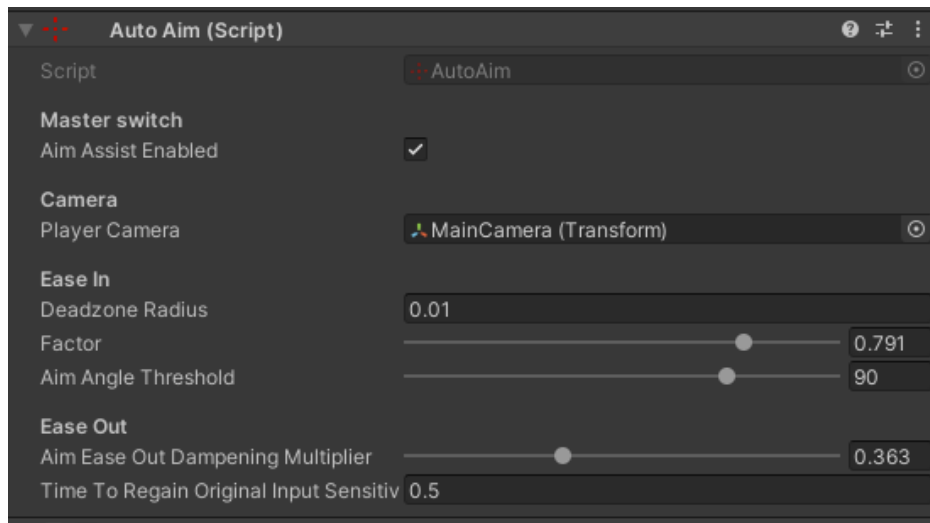 Auto Aim (Script)
Script AutoAim
Master switch
Aim Assist Enabled
Camera
Player Camera MainCamera (Transform)
Ease In
Deadzone Radius 0.01
Factor 0.791
Aim Angle Threshold 90
Ease Out
Aim Ease Out Dampening Multiplier 0.363
Time To Regain Original Input Sensitiv 0.5